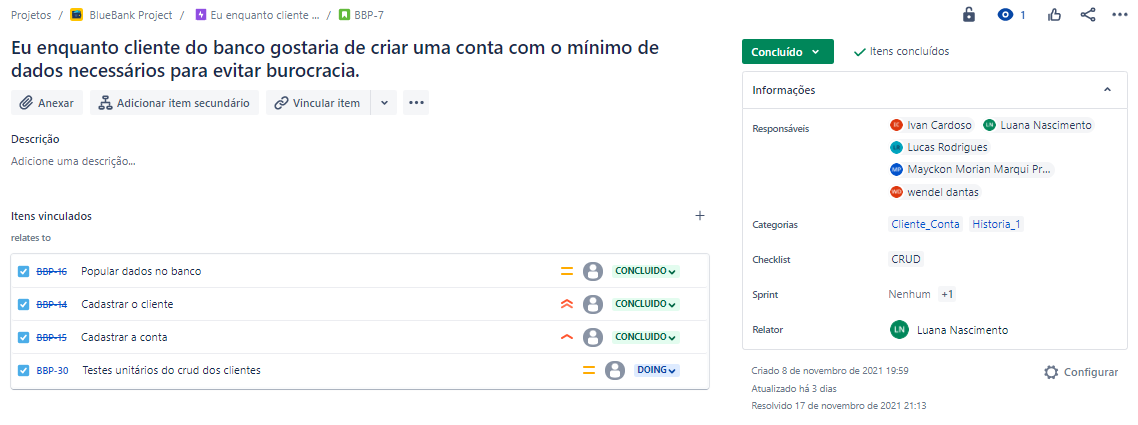 Projetos / BlueBank Project / Eu enquanto cliente ... / BBP-7
1
Eu enquanto cliente do banco gostaria de criar uma conta com o mínimo de
dados necessários para evitar burocracia.
Anexar Adicionar item secundário Vincular item
Descrição
Adicione uma descrição...
Itens vinculados
relates to
BBP-16 Popular dados no banco CONCLUIDO
BBP-14 Cadastrar o cliente CONCLUIDO
BBP-15 Cadastrar a conta CONCLUIDO
BBP-30 Testes unitários do crud dos clientes DOING
Concluído Itens concluídos
Informações
Responsáveis
Ivan Cardoso LN Luana Nascimento
LR Lucas Rodrigues
MP Mayckon Morian Marqui Pr...
WD wendel dantas
Categorias Cliente_Conta Historia_1
Checklist CRUD
Sprint Nenhum +1
Relator LN Luana Nascimento
Criado 8 de novembro de 2021 19:59
Configurar
Atualizado há 3 dias
Resolvido 17 de novembro de 2021 21:13